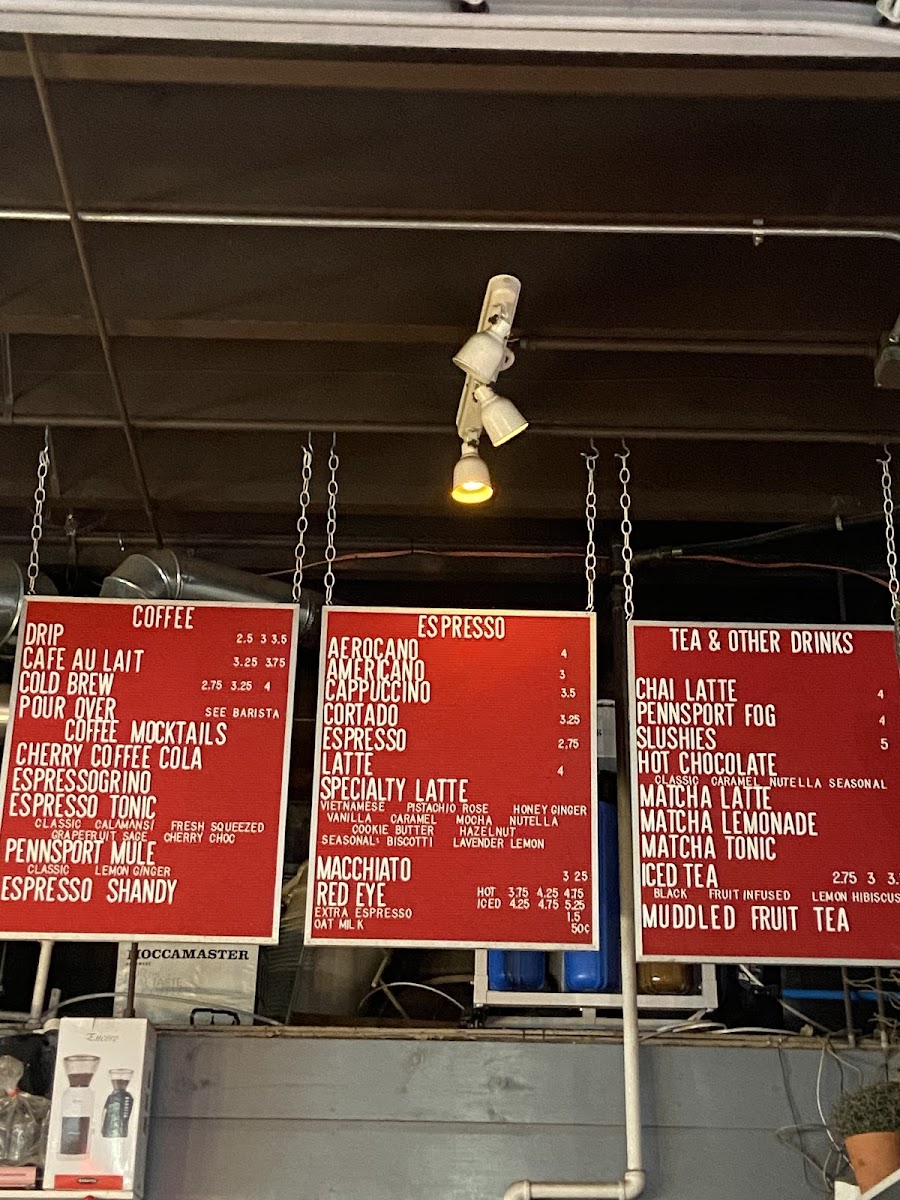 COFFEE
DRIP 2.5 3 3.5
CAFE AU LAIT 3.25 3.75
COLD BREW 2.75 3.25 4
POUR OVER SEE BARISTA
COFFEE MOCKTAILS
CHERRY COFFEE COLA
ESPRESSOGRINO
ESPRESSO TONIC
CLASSIC CALAMANSI FRESH SQUEEZED
GRAPEFRUIT SAGE CHERRY CHOC
PENNSPORT MULE
CLASSIC LEMON GINGER
ESPRESSO SHANDY
ESPRESSO
AEROCANO 4
AMERICANO 3
CAPPUCCINO 3.5
CORTADO 3.25
ESPRESSO 2.75
LATTE 4
SPECIALTY LATTE
VIETNAMESE PISTACHIO ROSE HONEY GINGER
VANILLA CARAMEL MOCHA NUTELLA
COOKIE BUTTER HAZELNUT
SEASONAL: BISCOTTI LAVENDER LEMON
MACCHIATO 3 25
RED EYE HOT 3.75 4.25 4.75
ICED 4.25 4.75 5.25
EXTRA ESPRESSO 1.5
OAT MILK 50¢
TEA & OTHER DRINKS
CHAI LATTE 4
PENNSPORT FOG 4
SLUSHIES 5
HOT CHOCOLATE
CLASSIC CARAMEL NUTELLA SEASONAL
MATCHA LATTE
MATCHA LEMONADE
MATCHA TONIC
ICED TEA 2.75 3 3.
BLACK FRUIT INFUSED LEMON HIBISCUS
MUDDLED FRUIT TEA
MOCCAMASTER
Encore